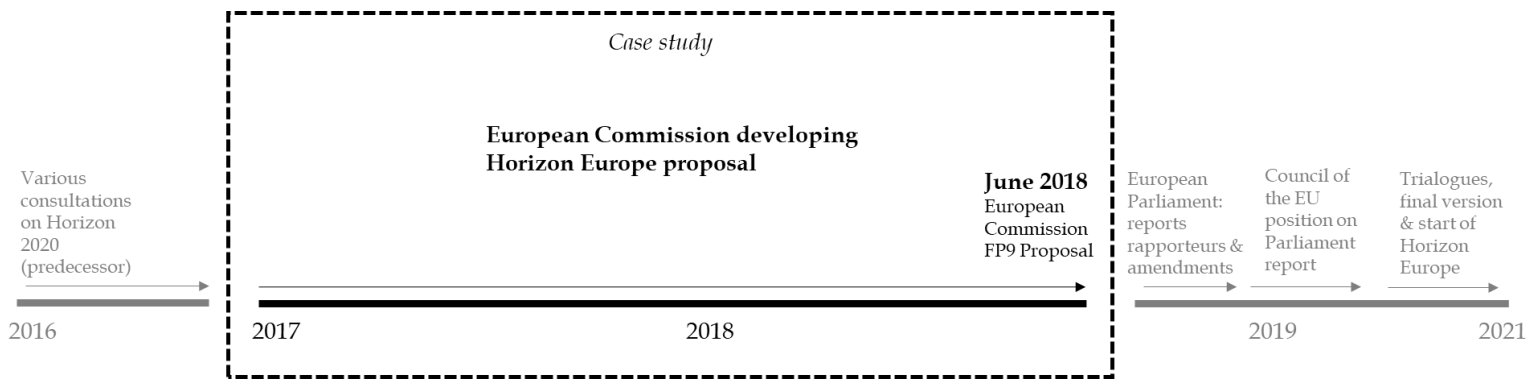 Case study
European Commission developing
Horizon Europe proposal
Various
consultations
on Horizon
2020
(predecessor)
June 2018
European
Commission
FP9 Proposal
European
Parliament:
reports
rapporteurs &
amendments
Council of
the EU
position on
Parliament
report
Trialogues,
final version
& start of
Horizon
Europe
2016
2017
2018
2019
2021